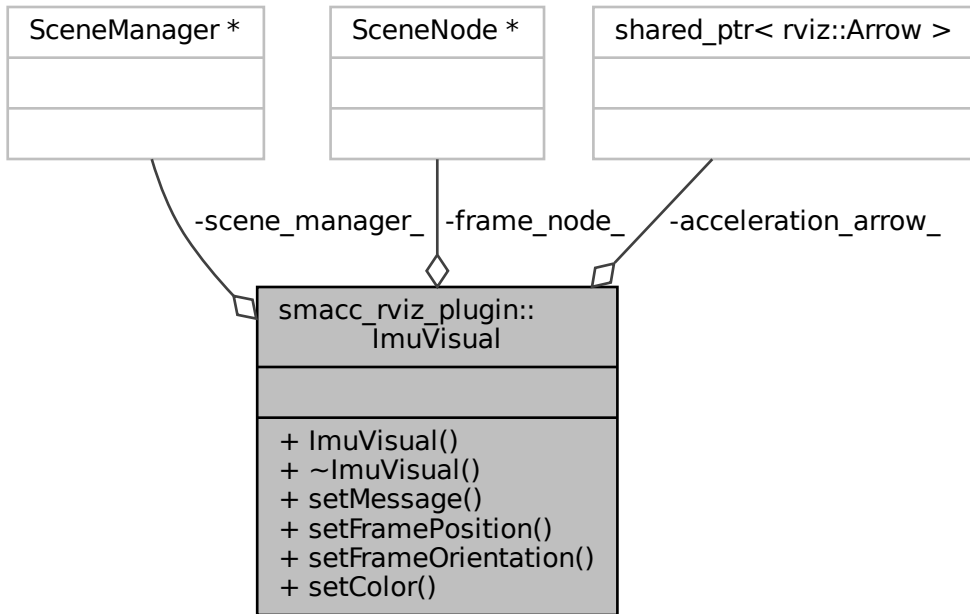 SceneManager *
SceneNode *
shared_ptr< rviz::Arrow >
-scene_manager_
-frame_node_
-acceleration_arrow_
smacc_rviz_plugin::
ImuVisual
+ ImuVisual()
+ ~ImuVisual()
+ setMessage()
+ setFramePosition()
+ setFrameOrientation()
+ setColor()